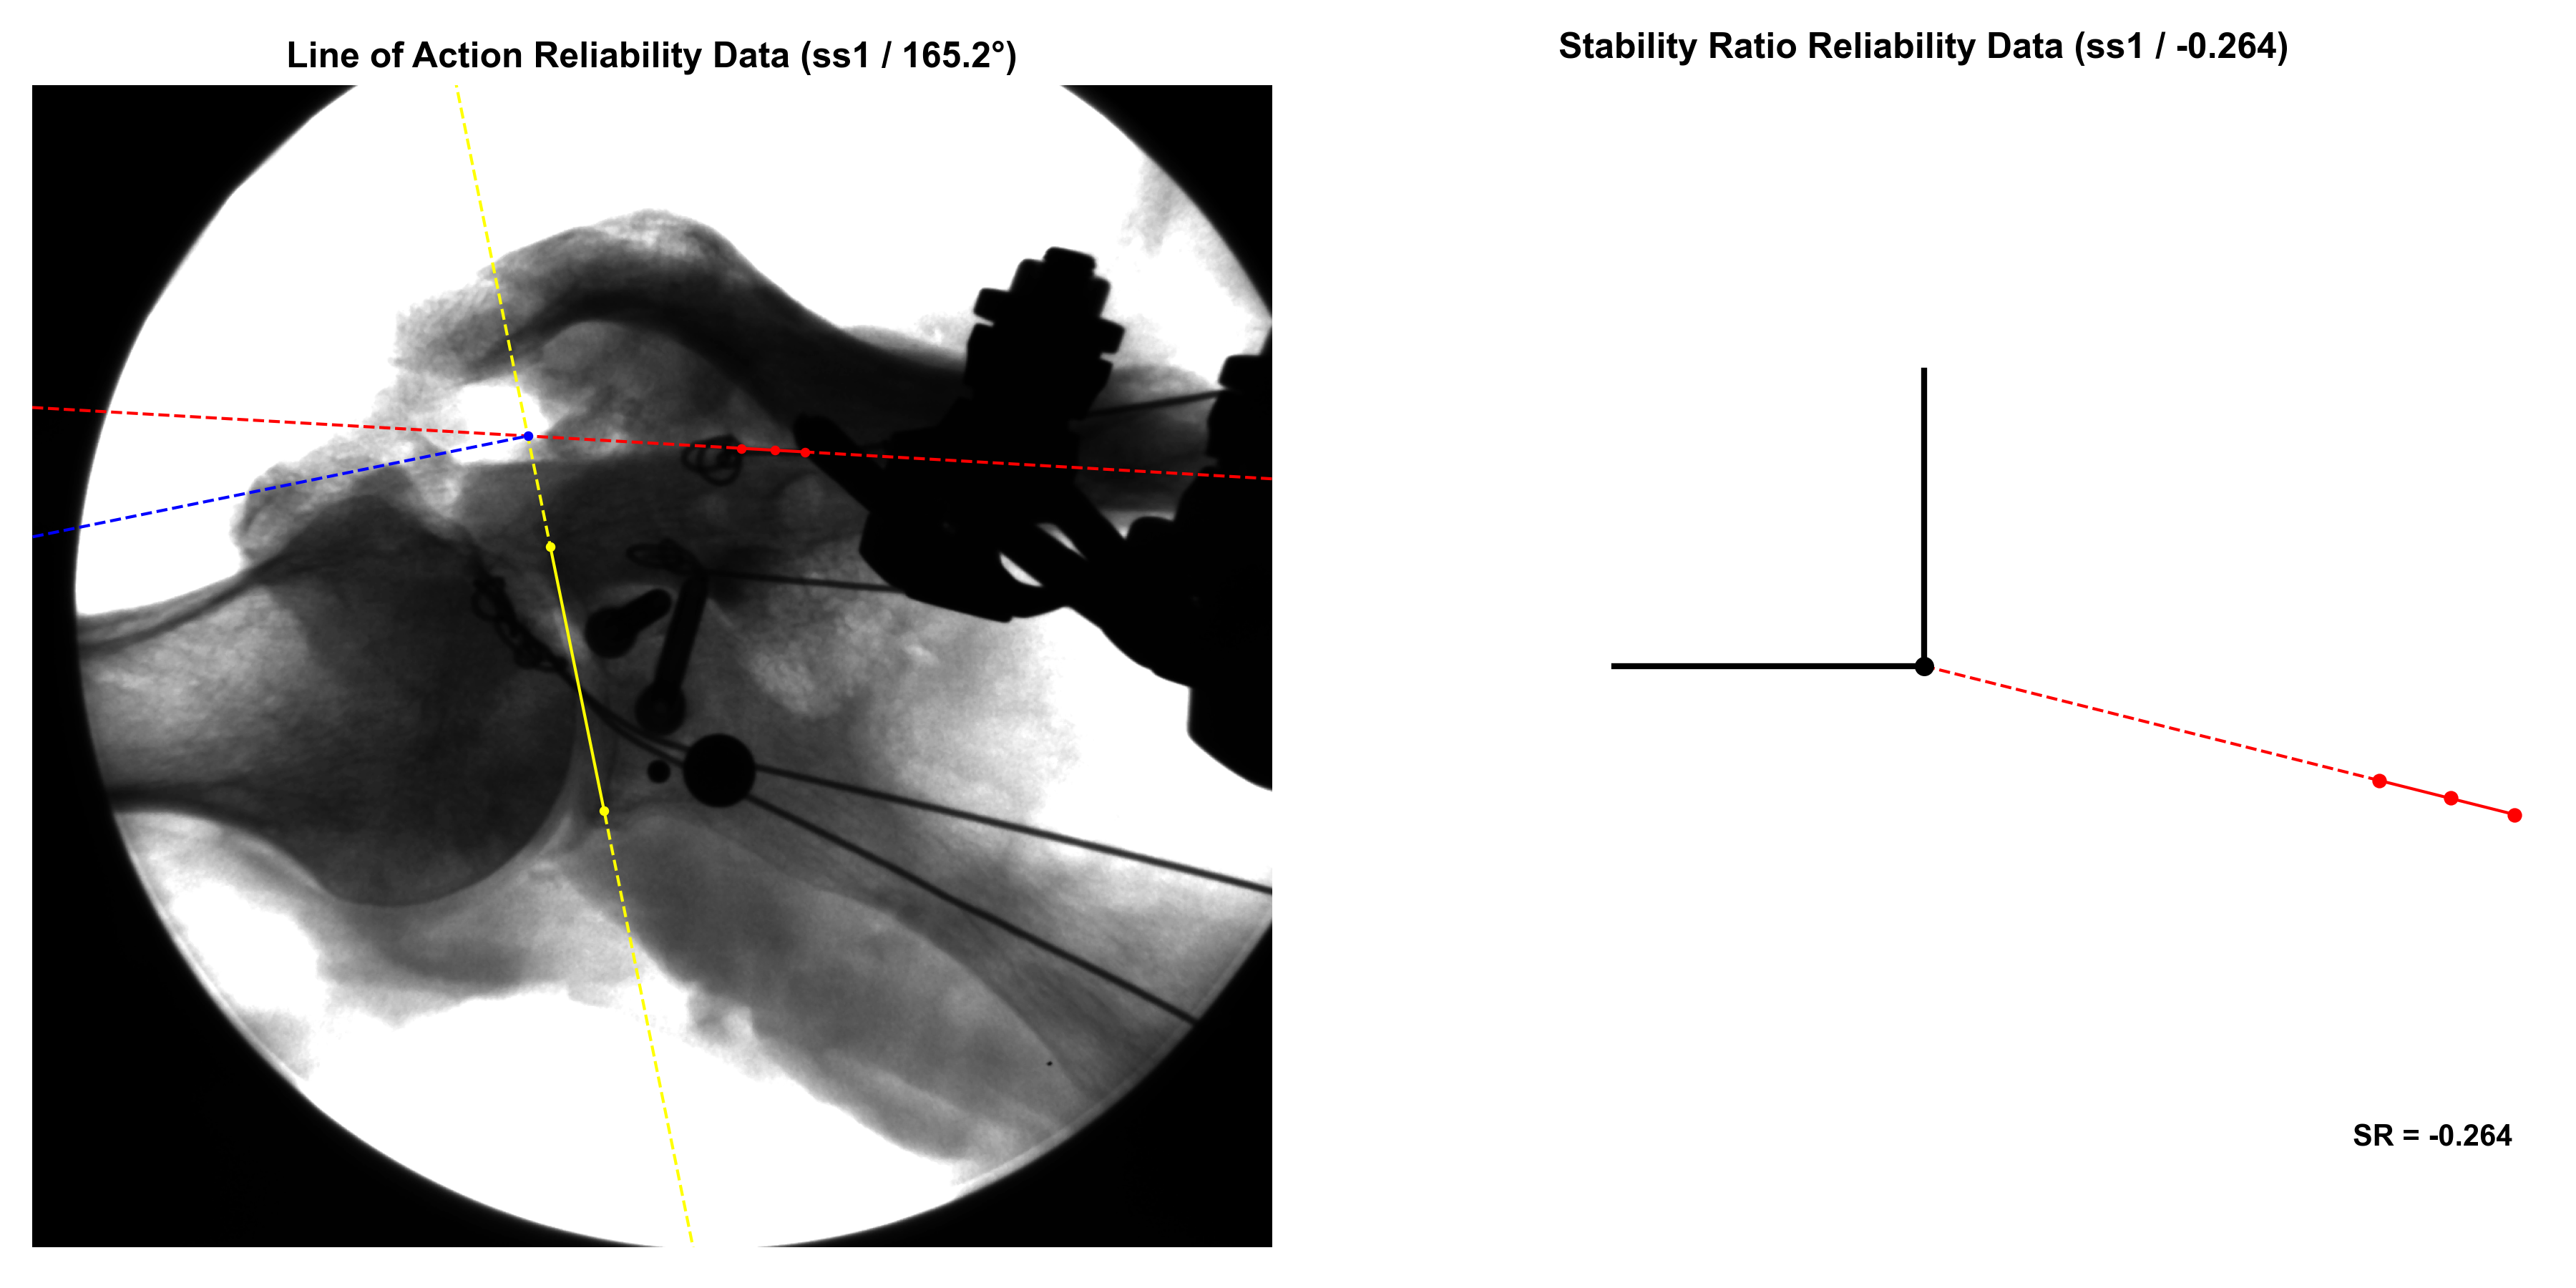 Line of Action Reliability Data (ss1 / 165.2°)
Stability Ratio Reliability Data (ss1 / -0.264)
SR = -0.264